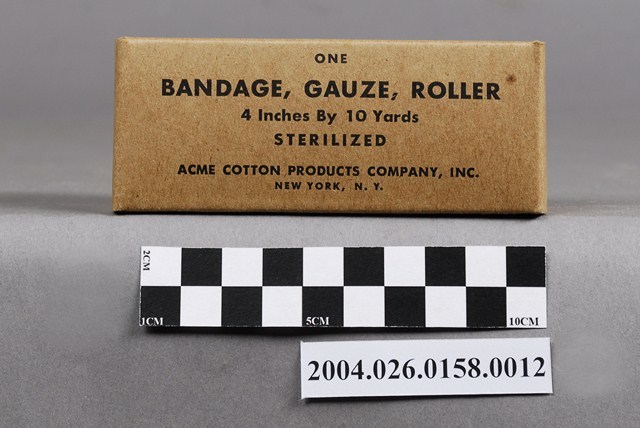 ONE
BANDAGE, GAUZE, ROLLER
4 Inches By 10 Yards
STERILIZED
ACME COTTON PRODUCTS COMPANY, INC.
NEW YORK, N. Y.
2CM
1CM 5CM 10CM
2004.026.0158.0012